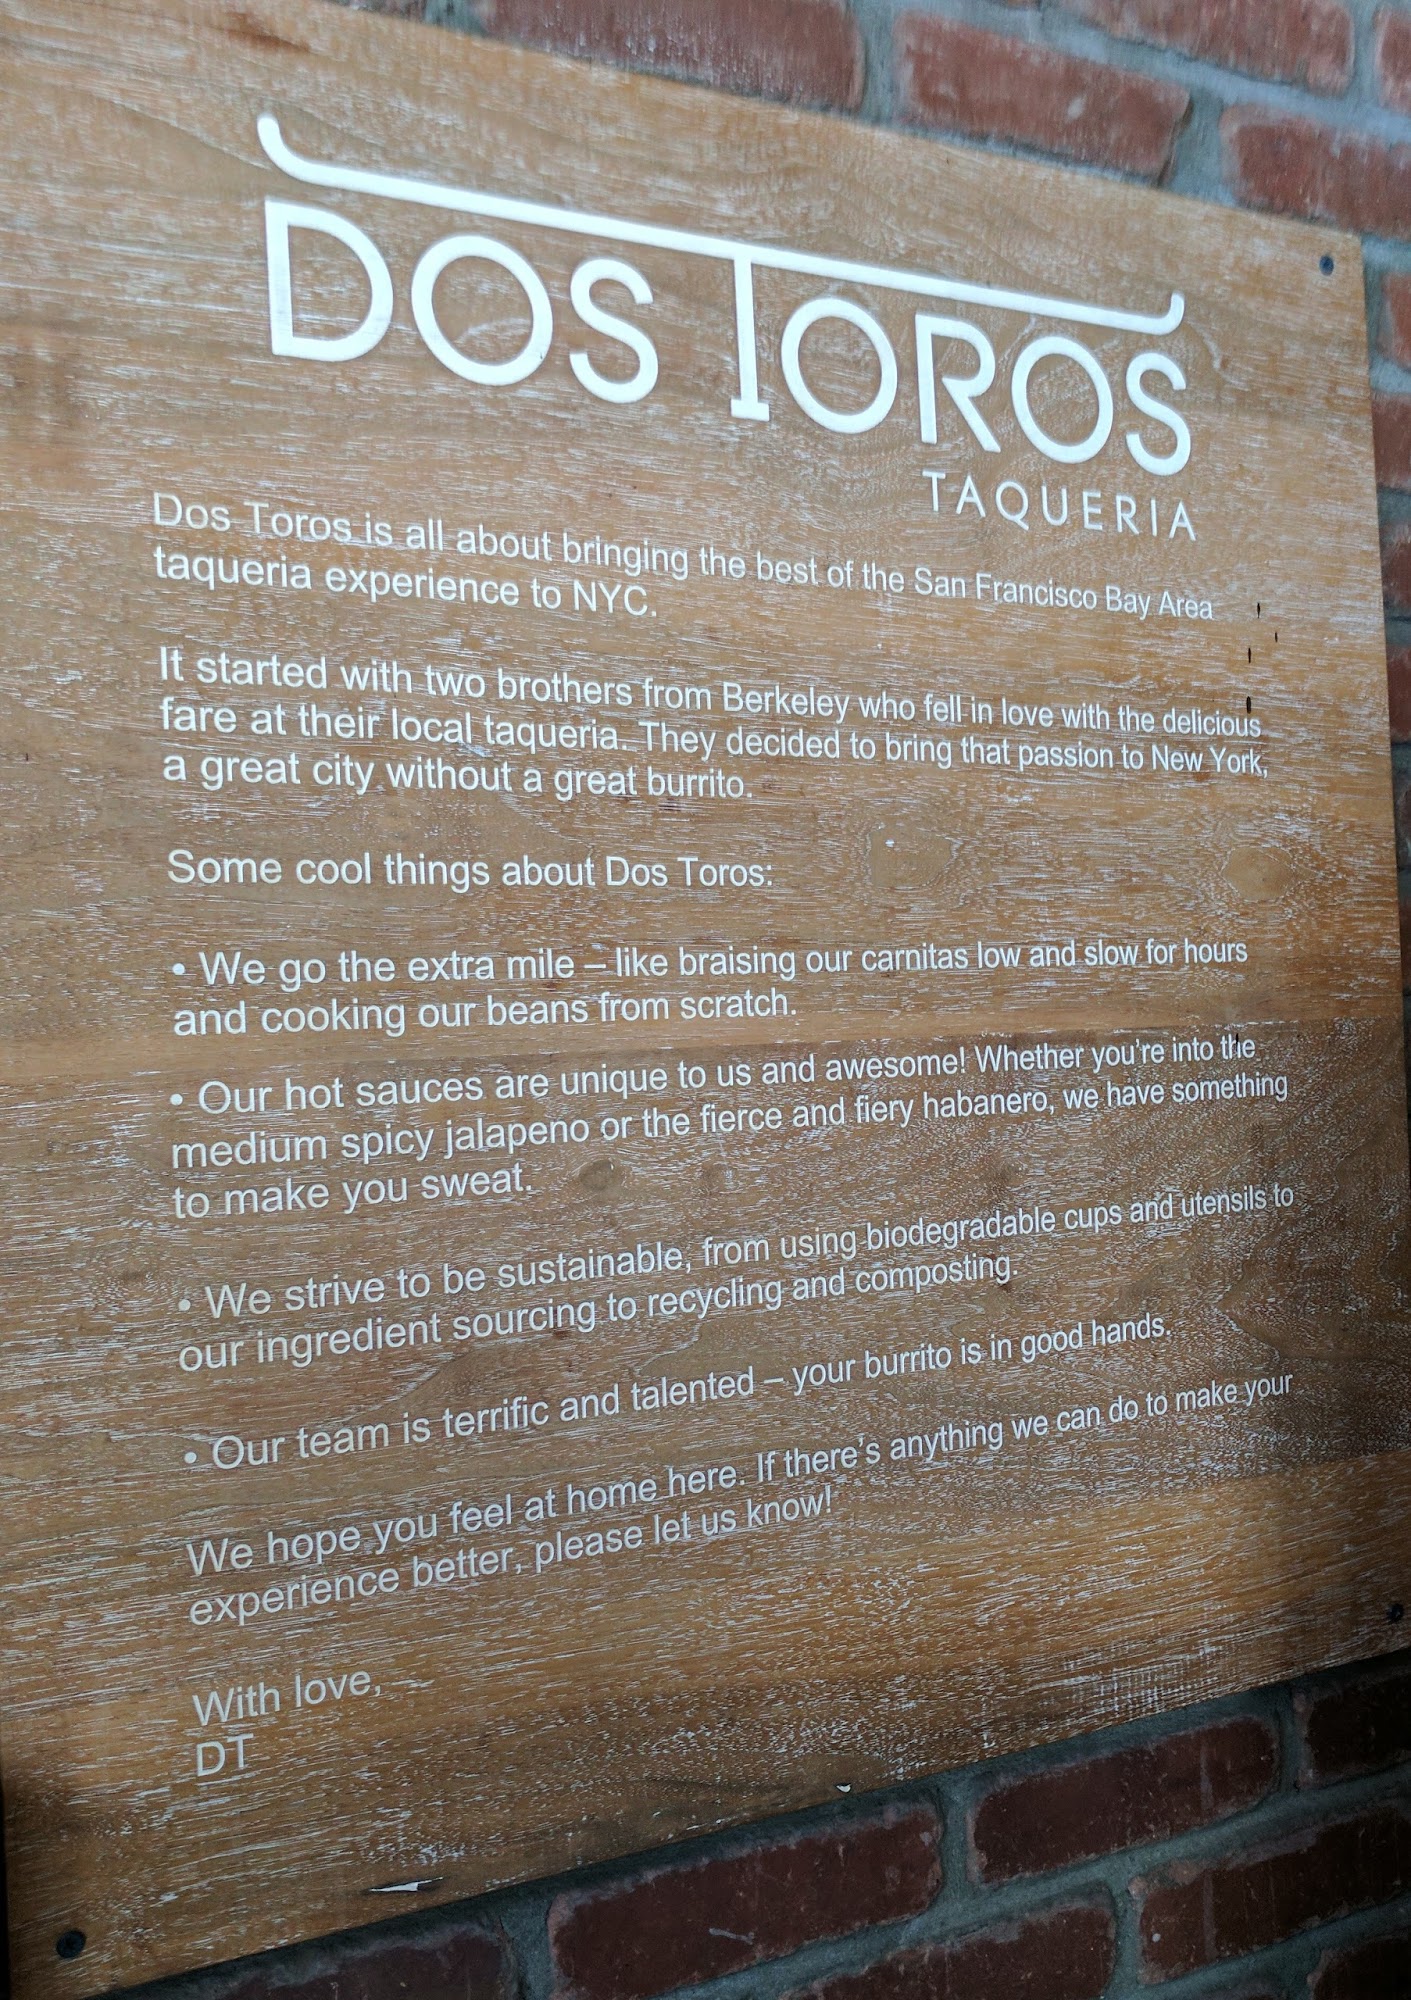 DOS TOROS
TAQUERIA
Dos Toros is all about bringing the best of the San Francisco Bay Area
taqueria experience to NYC.
It started with two brothers from Berkeley who fell in love with the delicious
fare at their local taqueria. They decided to bring that passion to New York,
a great city without a great burrito.
Some cool things about Dos Toros:
• We go the extra mile – like braising our carnitas low and slow for hours
and cooking our beans from scratch.
• Our hot sauces are unique to us and awesome! Whether you’re into the
medium spicy jalapeno or the fierce and fiery habanero, we have something
to make you sweat.
• We strive to be sustainable, from using biodegradable cups and utensils to
our ingredient sourcing to recycling and composting.
• Our team is terrific and talented – your burrito is in good hands.
We hope you feel at home here. If there’s anything we can do to make your
experience better, please let us know!
With love,
DT